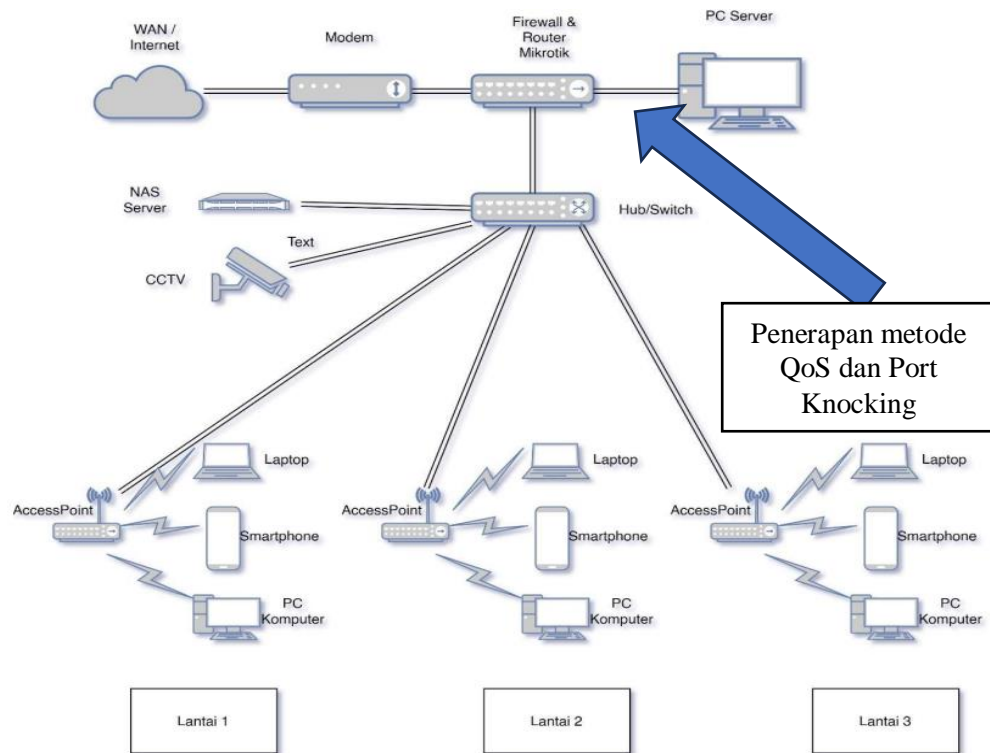 WAN /
Internet
Modem
Firewall &
Router
Mikrotik
PC Server
NAS
Server
Hub/Switch
Text
CCTV
Penerapan metode
QoS dan Port
Knocking
Laptop
AccessPoint
Smartphone
PC
Komputer
Laptop
AccessPoint
Smartphone
PC
Komputer
Laptop
AccessPoint
Smartphone
PC
Komputer
Lantai 1
Lantai 2
Lantai 3